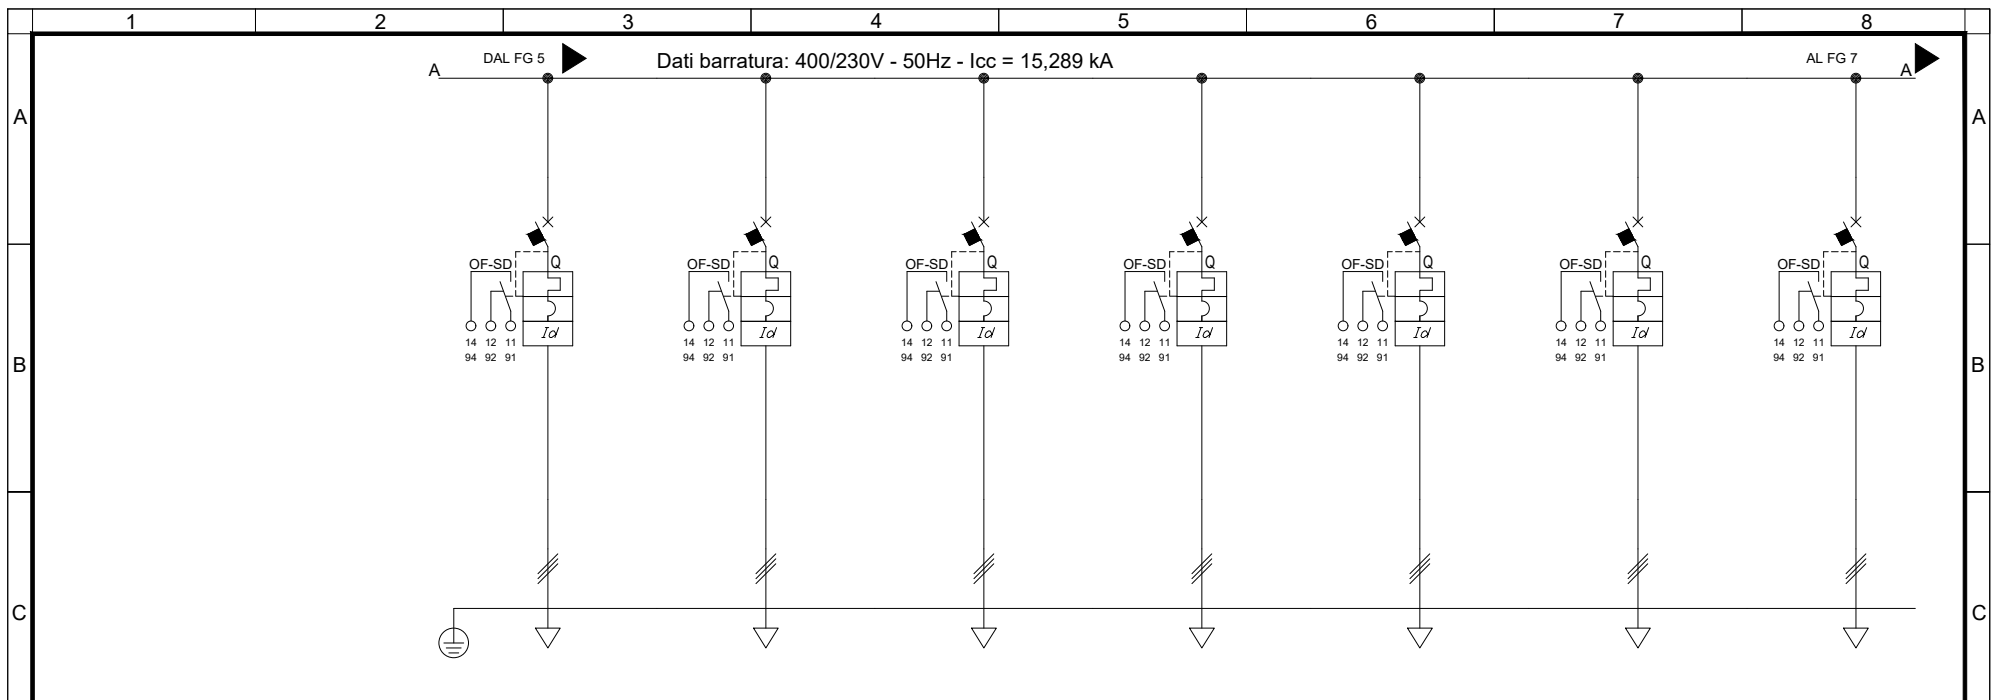 1 2 3 4 5 6 7 8
DAL FG 5 Dati barratura: 400/230V - 50Hz - Icc = 15,289 kA AL FG 7
A A
A A
OF-SD Q OF-SD Q OF-SD Q OF-SD Q OF-SD Q OF-SD Q OF-SD Q
Id Id Id Id Id Id Id
14 12 11 14 12 11 14 12 11 14 12 11 14 12 11 14 12 11 14 12 11
94 92 91 94 92 91 94 92 91 94 92 91 94 92 91 94 92 91 94 92 91
B B
C C